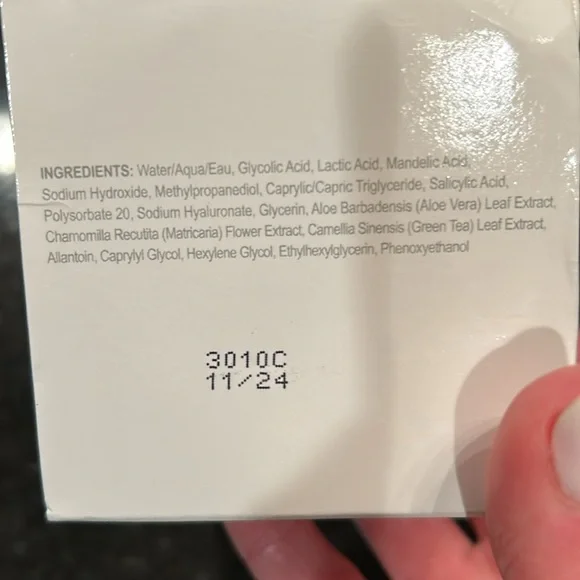 INGREDIENTS: Water/Aqua/Eau, Glycolic Acid, Lactic Acid, Mandelic Acid,
Sodium Hydroxide, Methylpropanediol, Caprylic/Capric Triglyceride, Salicylic Acid,
Polysorbate 20, Sodium Hyaluronate, Glycerin, Aloe Barbadensis (Aloe Vera) Leaf Extract,
Chamomilla Recutita (Matricaria) Flower Extract, Camellia Sinensis (Green Tea) Leaf Extract,
Allantoin, Caprylyl Glycol, Hexylene Glycol, Ethylhexylglycerin, Phenoxyethanol
3010C
11/24